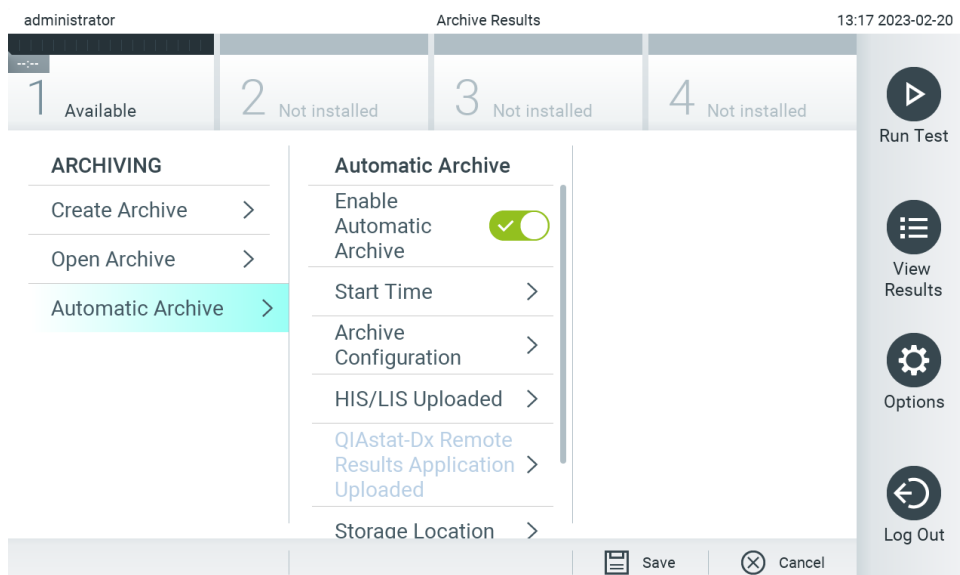 administrator
Archive Results
13:17 2023-02-20
--:--
1 Available
2 Not installed
3 Not installed
4 Not installed
Run Test
ARCHIVING
Create Archive
Open Archive
Automatic Archive
Automatic Archive
Enable
Automatic
Archive
Start Time
Archive
Configuration
HIS/LIS Uploaded
QIAstat-Dx Remote
Results Application
Uploaded
Storage Location
View
Results
Options
Log Out
Save
Cancel